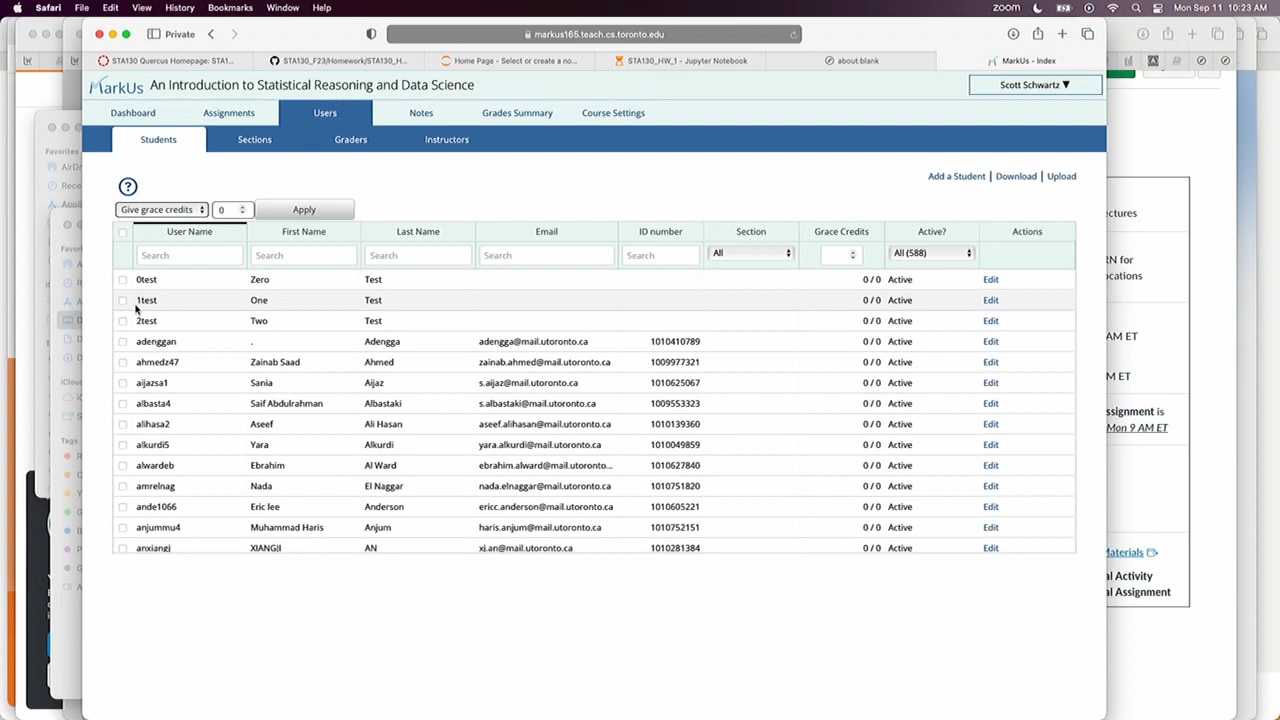 Safari File Edit View History Bookmarks Window Help zoom Mon Sep 11 10:23 AM
Private markus165.teach.cs.toronto.edu
STA130 Quercus Homepage: STA1... STA130_F23/Homework/STA130_H... Home Page - Select or create a no... STA130_HW_1 - Jupyter Notebook about:blank MarkUs - Index
MarkUs An Introduction to Statistical Reasoning and Data Science Scott Schwartz ▼
Dashboard Assignments Users Notes Grades Summary Course Settings
Students Sections Graders Instructors
Favorites
Add a Student | Download | Upload
?
Give grace credits 0 Apply
User Name First Name Last Name Email ID number Section Grace Credits Active? Actions
Search Search Search Search Search All All (588)
0test Zero Test 0 / 0 Active Edit
1test One Test 0 / 0 Active Edit
2test Two Test 0 / 0 Active Edit
adenggan . Adengga adengga@mail.utoronto.ca 1010410789 0 / 0 Active Edit
ahmedz47 Zainab Saad Ahmed zainab.ahmed@mail.utoronto.ca 1009977321 0 / 0 Active Edit
aijazsa1 Sania Aijaz s.aijaz@mail.utoronto.ca 1010625067 0 / 0 Active Edit
albasta4 Saif Abdulrahman Albastaki s.albastaki@mail.utoronto.ca 1009553323 0 / 0 Active Edit
alihasa2 Aseef Ali Hasan aseef.alihasan@mail.utoronto.ca 1010139360 0 / 0 Active Edit
alkurdi5 Yara Alkurdi yara.alkurdi@mail.utoronto.ca 1010049859 0 / 0 Active Edit
alwardeb Ebrahim Al Ward ebrahim.alward@mail.utoronto... 1010627840 0 / 0 Active Edit
amrelnag Nada El Naggar nada.elnaggar@mail.utoronto.ca 1010751820 0 / 0 Active Edit
ande1066 Eric lee Anderson ericc.anderson@mail.utoronto.ca 1010605221 0 / 0 Active Edit
anjummu4 Muhammad Haris Anjum haris.anjum@mail.utoronto.ca 1010752151 0 / 0 Active Edit
anxiangj XIANGJI AN xj.an@mail.utoronto.ca 1010281384 0 / 0 Active Edit
ectures
RN for
ocations
AM ET
M ET
ssignment is
Mon 9 AM ET
Materials
al Activity
al Assignment